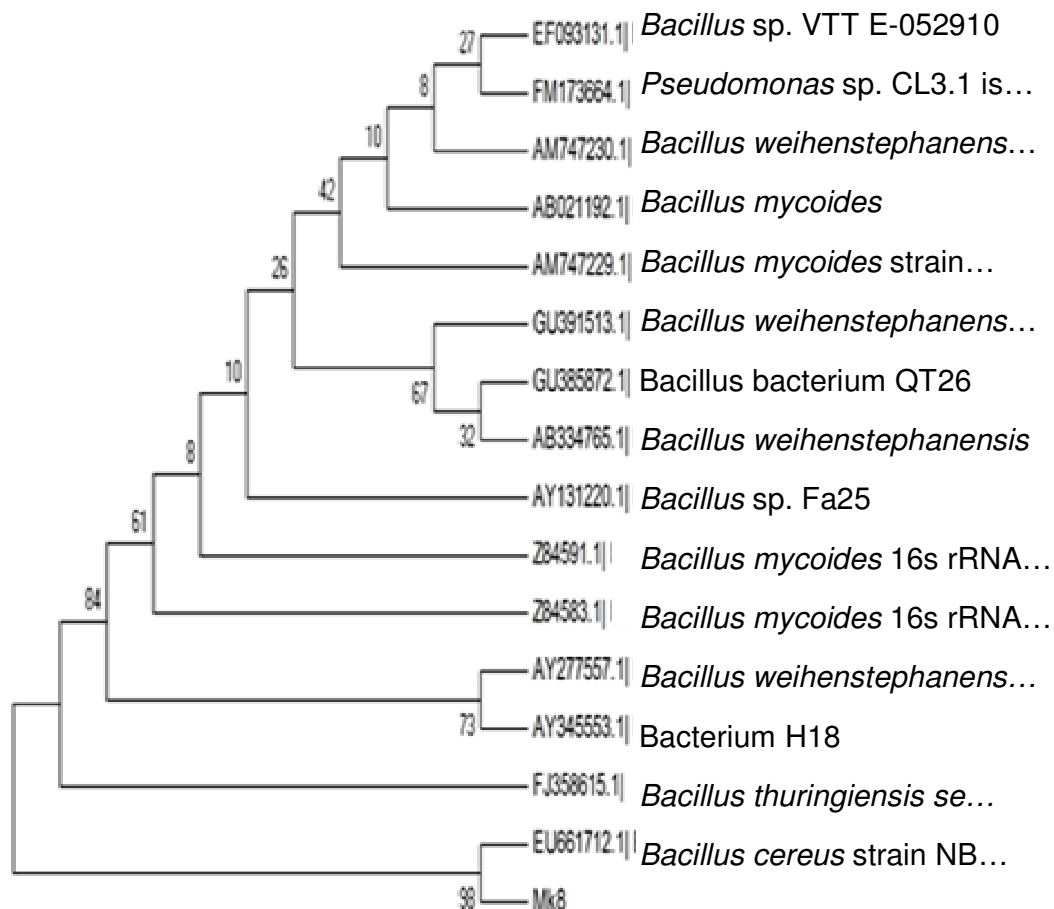 27 EF093131.1| Bacillus sp. VTT E-052910
8 FM173664.1| Pseudomonas sp. CL3.1 is…
10 AM747230.1| Bacillus weihenstephanens…
42 AB021192.1| Bacillus mycoides
26 AM747229.1| Bacillus mycoides strain…
GU391513.1| Bacillus weihenstephanens…
10 67 GU385872.1| Bacillus bacterium QT26
8 32 AB334765.1| Bacillus weihenstephanensis
AY131220.1| Bacillus sp. Fa25
61 Z84591.1| Bacillus mycoides 16s rRNA…
84 Z84583.1| Bacillus mycoides 16s rRNA…
AY277557.1| Bacillus weihenstephanens…
73 AY345553.1| Bacterium H18
FJ358615.1| Bacillus thuringiensis se…
EU661712.1| Bacillus cereus strain NB…
98 Mk8